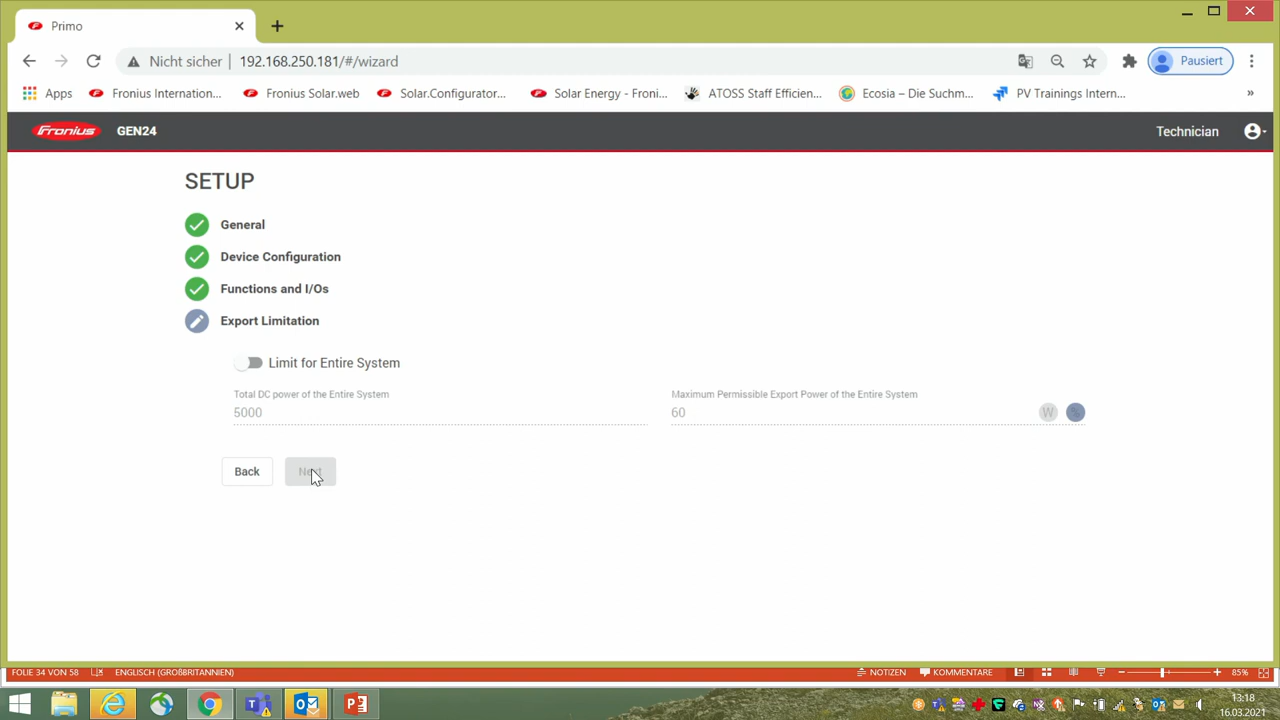 Primo
Nicht sicher 192.168.250.181/#/wizard
Pausiert
Apps Fronius Internation... Fronius Solar.web Solar.Configurator... Solar Energy - Froni... ATOSS Staff Efficien... Ecosia – Die Suchm... PV Trainings Intern... »
Fronius GEN24 Technician
SETUP
General
Device Configuration
Functions and I/Os
Export Limitation
Limit for Entire System
Total DC power of the Entire System Maximum Permissible Export Power of the Entire System
5000 60 W %
Back Next
FOLIE 34 VON 58 ENGLISCH (GROßBRITANNIEN) NOTIZEN KOMMENTARE 85%
13:18
16.03.2021